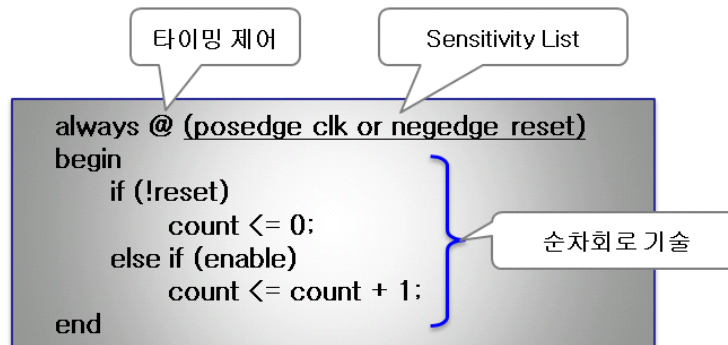 타이밍 제어
Sensitivity List
always @ (posedge clk or negedge reset)
begin
if (!reset)
count <= 0;
else if (enable)
count <= count + 1;
end
순차회로 기술